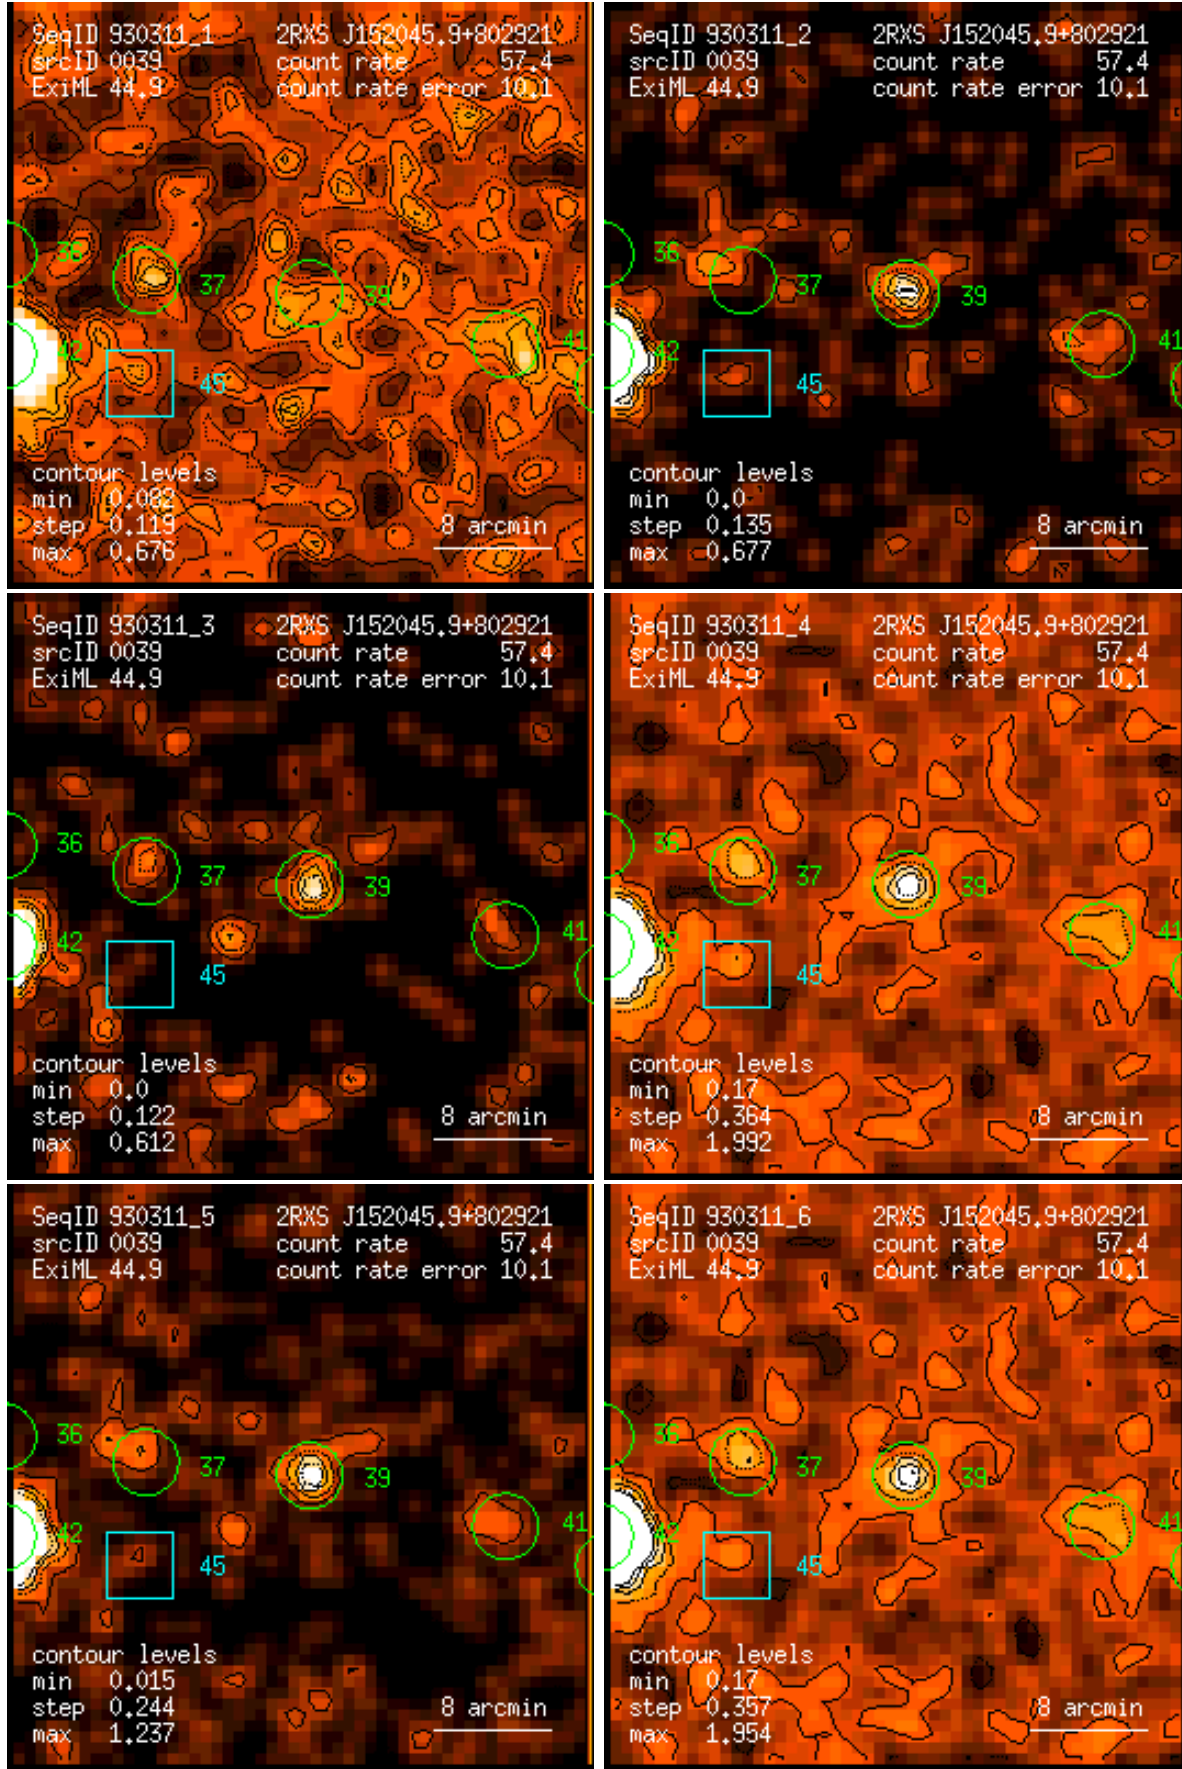 SeqID 930311_1 2RXS J152045.9+802921
srcID 0039 count rate 57.4
ExiML 44.9 count rate error 10.1
36
37
39
41
42
45
contour levels
min 0.082
step 0.119 8 arcmin
max 0.676
SeqID 930311_2 2RXS J152045.9+802921
srcID 0039 count rate 57.4
ExiML 44.9 count rate error 10.1
36
37
39
41
42
45
contour levels
min 0.0
step 0.135 8 arcmin
max 0.677
SeqID 930311_3 2RXS J152045.9+802921
srcID 0039 count rate 57.4
ExiML 44.9 count rate error 10.1
36
37
39
41
42
45
contour levels
min 0.0
step 0.122 8 arcmin
max 0.612
SeqID 930311_4 2RXS J152045.9+802921
srcID 0039 count rate 57.4
ExiML 44.9 count rate error 10.1
36
37
39
41
42
45
contour levels
min 0.17
step 0.364 8 arcmin
max 1.992
SeqID 930311_5 2RXS J152045.9+802921
srcID 0039 count rate 57.4
ExiML 44.9 count rate error 10.1
36
37
39
41
42
45
contour levels
min 0.015
step 0.244 8 arcmin
max 1.237
SeqID 930311_6 2RXS J152045.9+802921
srcID 0039 count rate 57.4
ExiML 44.9 count rate error 10.1
36
37
39
41
42
45
contour levels
min 0.17
step 0.357 8 arcmin
max 1.954